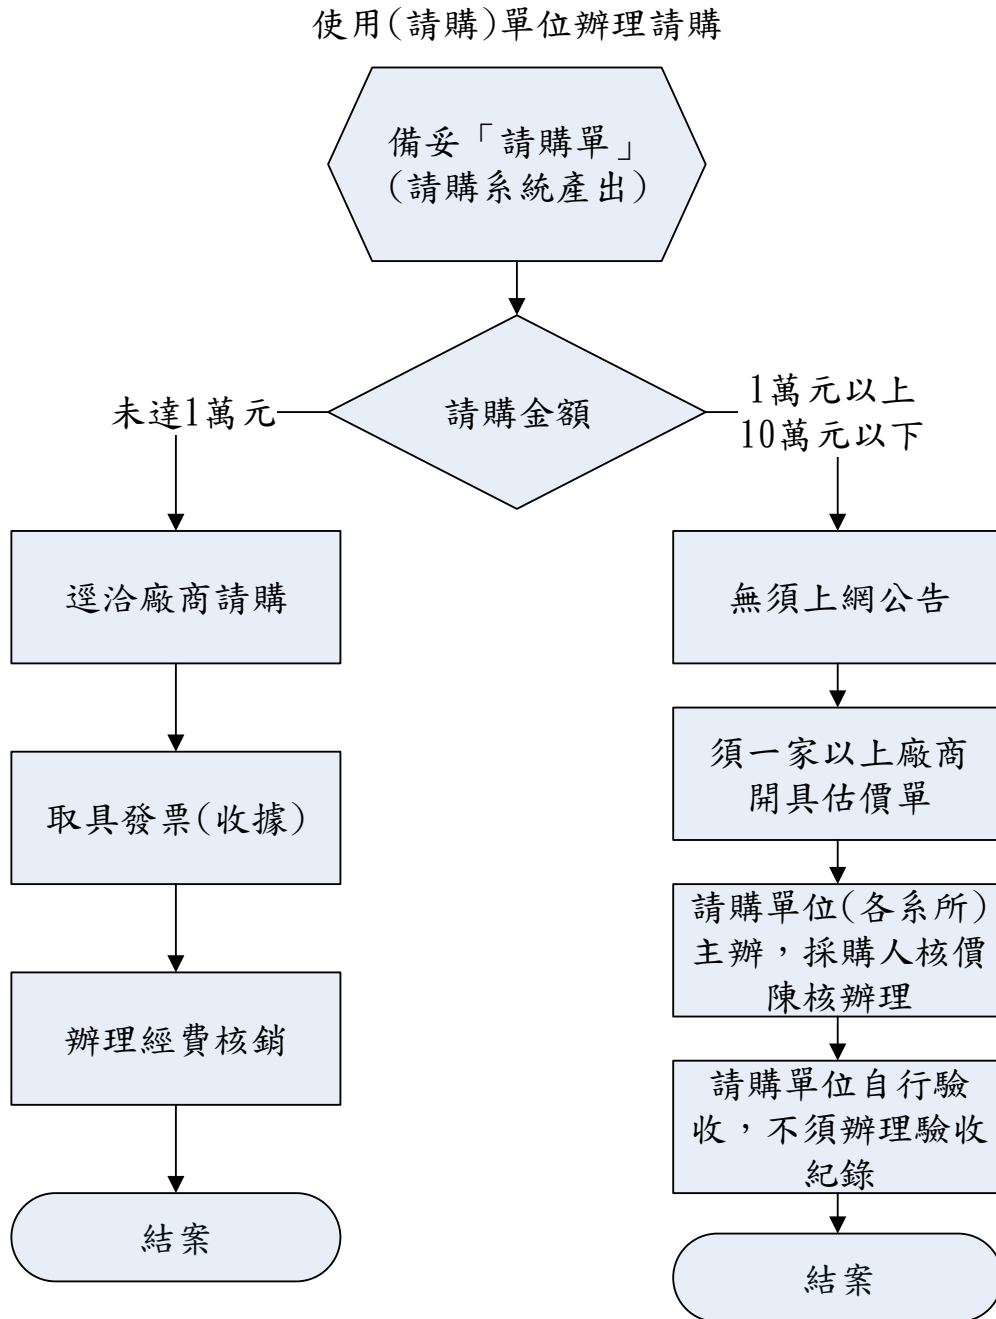 使用(請購)單位辦理請購
備妥「請購單」
(請購系統產出)
請購金額
未達1萬元
1萬元以上
10萬元以下
逕洽廠商請購
取具發票(收據)
辦理經費核銷
結案
無須上網公告
須一家以上廠商
開具估價單
請購單位(各系所)
主辦，採購人核價
陳核辦理
請購單位自行驗
收，不須辦理驗收
紀錄
結案